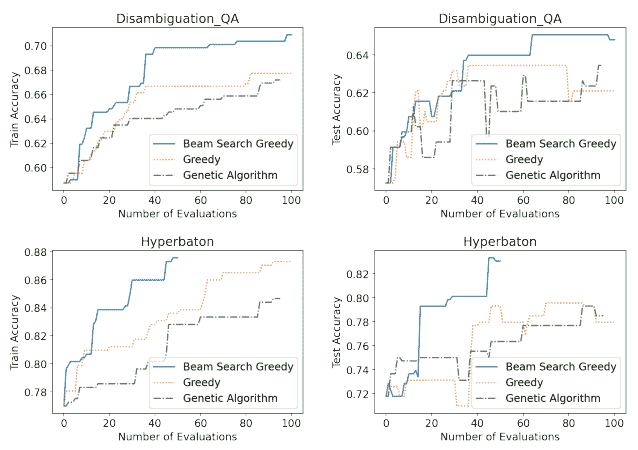 Disambiguation_QA
Train Accuracy
0.70
0.68
0.66
0.64
0.62
0.60
Beam Search Greedy
Greedy
Genetic Algorithm
0 20 40 60 80 100
Number of Evaluations
Disambiguation_QA
Test Accuracy
0.64
0.62
0.60
0.58
Beam Search Greedy
Greedy
Genetic Algorithm
0 20 40 60 80 100
Number of Evaluations
Hyperbaton
Train Accuracy
0.88
0.86
0.84
0.82
0.80
0.78
Beam Search Greedy
Greedy
Genetic Algorithm
0 20 40 60 80 100
Number of Evaluations
Hyperbaton
Test Accuracy
0.82
0.80
0.78
0.76
0.74
0.72
Beam Search Greedy
Greedy
Genetic Algorithm
0 20 40 60 80 100
Number of Evaluations